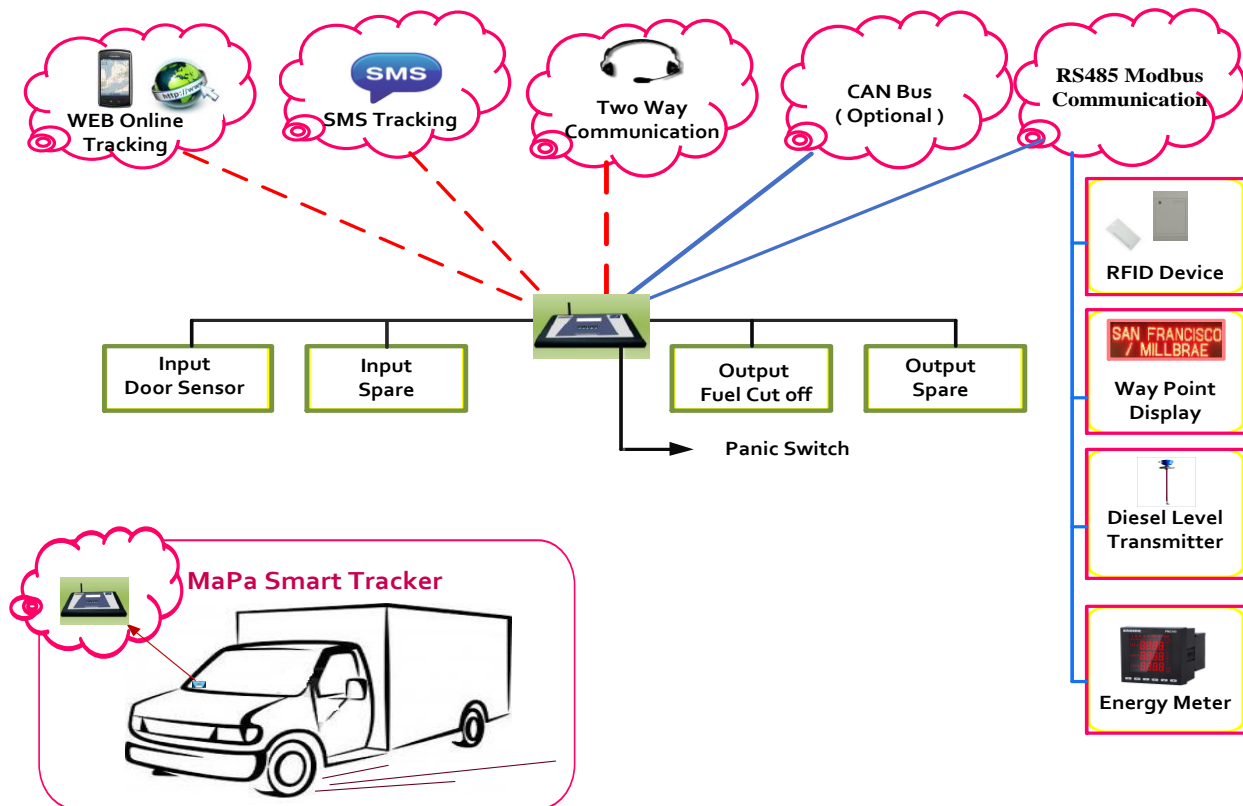 http://www.
WEB Online
Tracking
SMS
SMS Tracking
Two Way
Communication
CAN Bus
( Optional )
RS485 Modbus
Communication
RFID Device
SAN FRANCISCO
/ MILLBRAE
Way Point
Display
Diesel Level
Transmitter
Energy Meter
Input
Door Sensor
Input
Spare
Output
Fuel Cut off
Output
Spare
Panic Switch
MaPa Smart Tracker